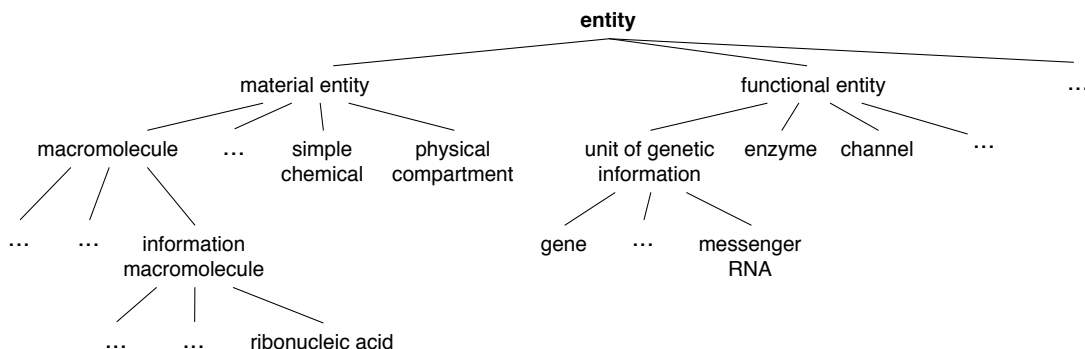 entity
material entity
functional entity
...
macromolecule
...
simple
chemical
physical
compartment
unit of genetic
information
enzyme
channel
...
...
...
information
macromolecule
gene
...
messenger
RNA
...
...
ribonucleic acid